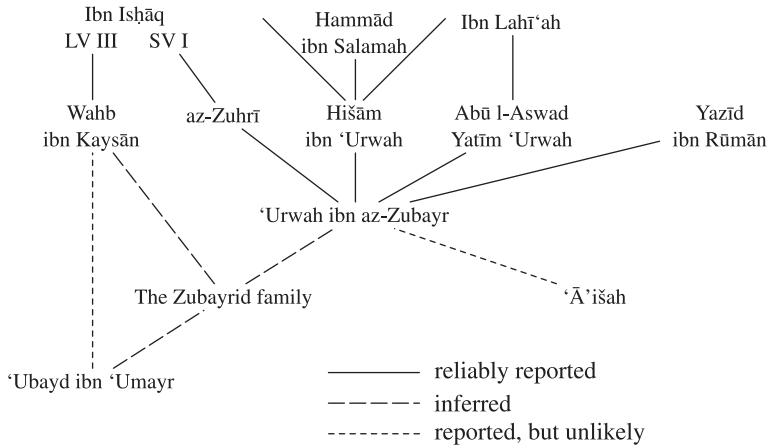 Ibn Isḥāq
LV III SV I
Hammād
ibn Salamah
Ibn Lahī‘ah
Wahb
ibn Kaysān
az-Zuhrī
Hišām
ibn ‘Urwah
Abū l-Aswad
Yatīm ‘Urwah
Yazīd
ibn Rūmān
‘Urwah ibn az-Zubayr
The Zubayrid family
‘Ā’išah
‘Ubayd ibn ‘Umayr
reliably reported
inferred
reported, but unlikely